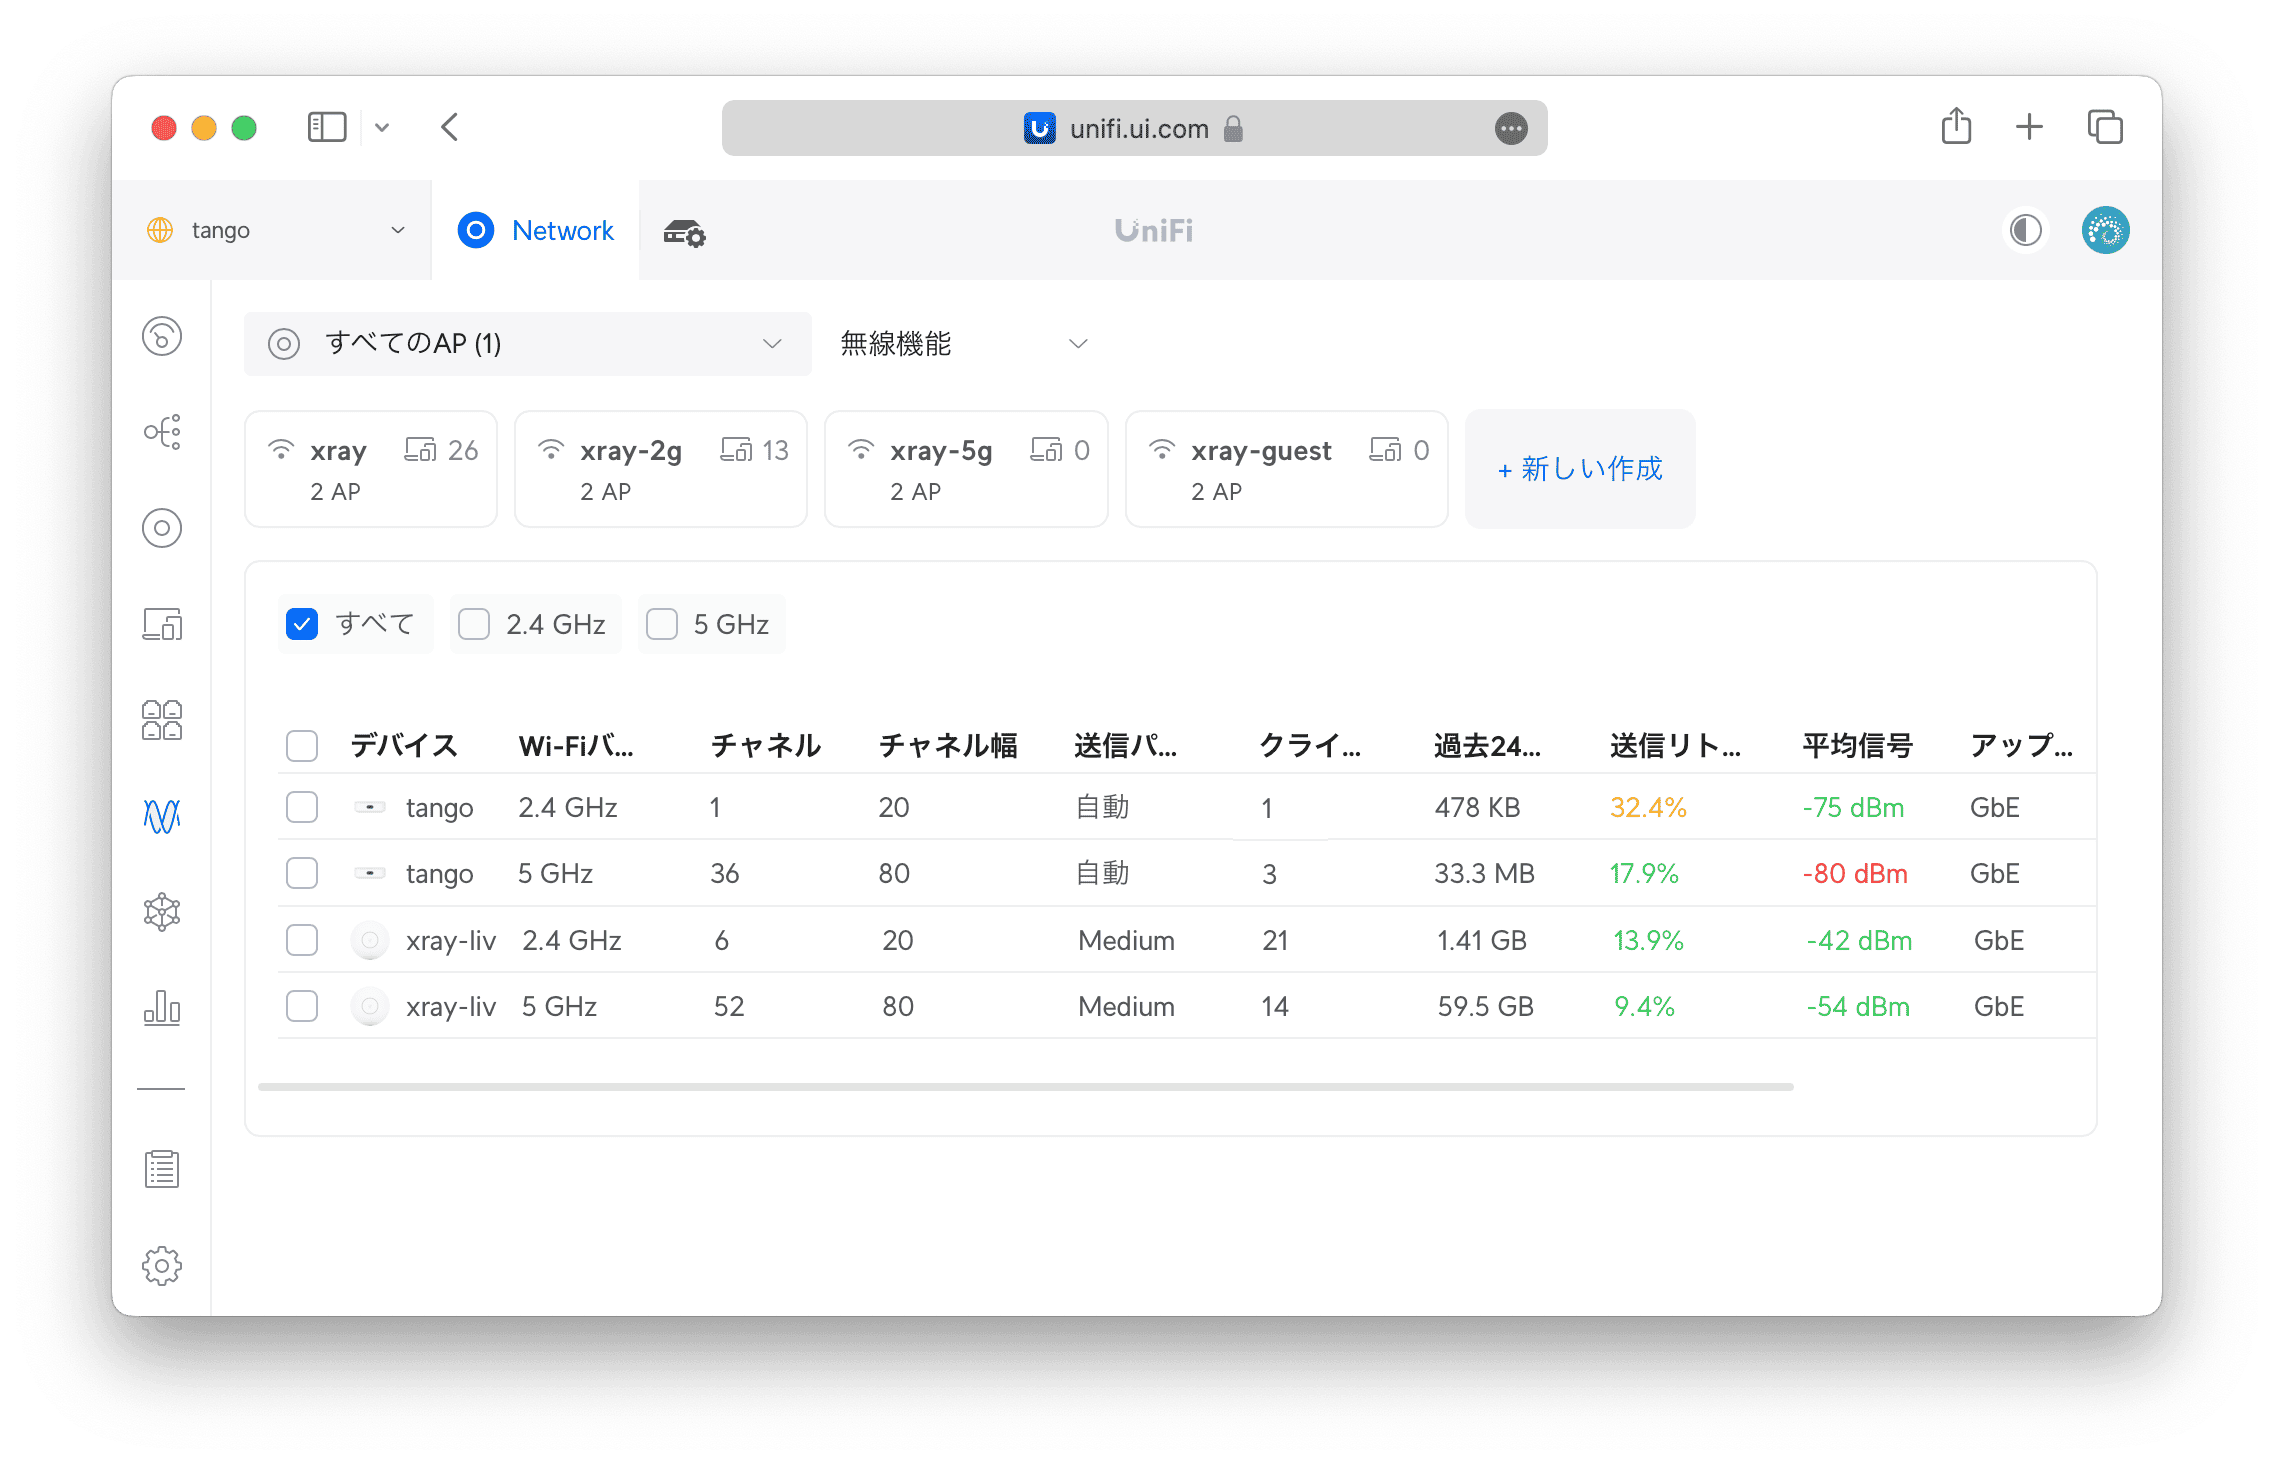 unifi.ui.com
tango
Network
UniFi
すべてのAP (1)
無線機能
xray 26
2 AP
xray-2g 13
2 AP
xray-5g 0
2 AP
xray-guest 0
2 AP
+ 新しい作成
すべて 2.4 GHz 5 GHz
デバイス Wi-Fiバ... チャネル チャネル幅 送信パ... クライ... 過去24... 送信リト... 平均信号 アップ...
tango 2.4 GHz 1 20 自動 1 478 KB 32.4% -75 dBm GbE
tango 5 GHz 36 80 自動 3 33.3 MB 17.9% -80 dBm GbE
xray-liv 2.4 GHz 6 20 Medium 21 1.41 GB 13.9% -42 dBm GbE
xray-liv 5 GHz 52 80 Medium 14 59.5 GB 9.4% -54 dBm GbE